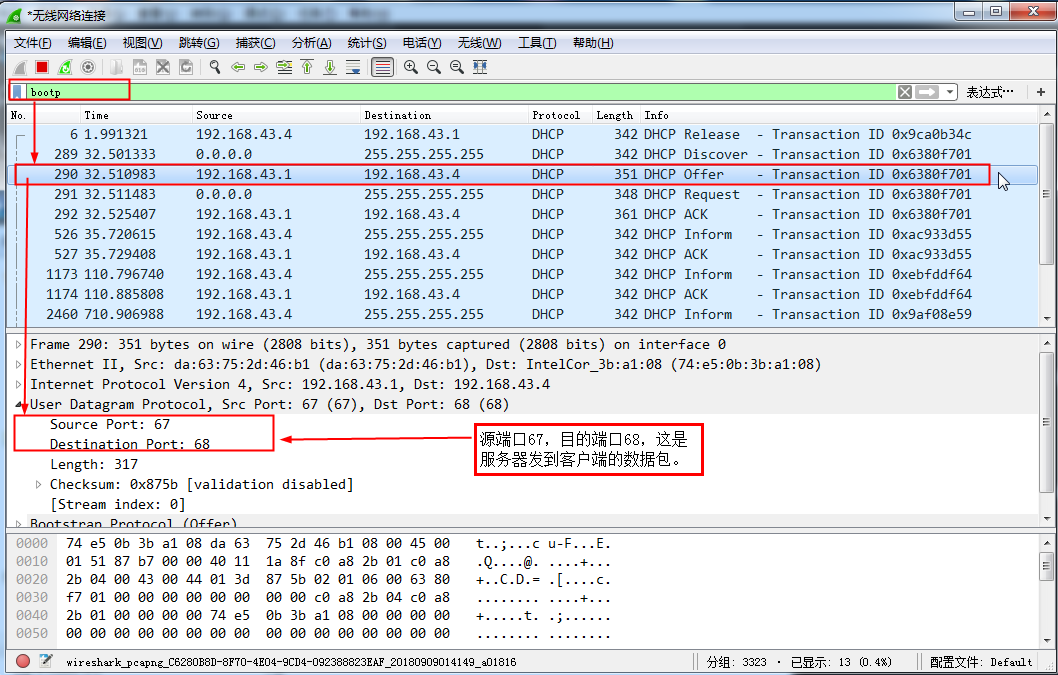 *无线网络连接
文件(F) 编辑(E) 视图(V) 跳转(G) 捕获(C) 分析(A) 统计(S) 电话(Y) 无线(W) 工具(T) 帮助(H)
bootp 表达式… +
No. Time Source Destination Protocol Length Info
6 1.991321 192.168.43.4 192.168.43.1 DHCP 342 DHCP Release - Transaction ID 0x9ca0b34c
289 32.501333 0.0.0.0 255.255.255.255 DHCP 342 DHCP Discover - Transaction ID 0x6380f701
290 32.510983 192.168.43.1 192.168.43.4 DHCP 351 DHCP Offer - Transaction ID 0x6380f701
291 32.511483 0.0.0.0 255.255.255.255 DHCP 348 DHCP Request - Transaction ID 0x6380f701
292 32.525407 192.168.43.1 192.168.43.4 DHCP 361 DHCP ACK - Transaction ID 0x6380f701
526 35.720615 192.168.43.4 255.255.255.255 DHCP 342 DHCP Inform - Transaction ID 0xac933d55
527 35.729408 192.168.43.1 192.168.43.4 DHCP 342 DHCP ACK - Transaction ID 0xac933d55
1173 110.796740 192.168.43.4 255.255.255.255 DHCP 342 DHCP Inform - Transaction ID 0xebfddf64
1174 110.885808 192.168.43.1 192.168.43.4 DHCP 342 DHCP ACK - Transaction ID 0xebfddf64
2460 710.906988 192.168.43.4 255.255.255.255 DHCP 342 DHCP Inform - Transaction ID 0x9af08e59
Frame 290: 351 bytes on wire (2808 bits), 351 bytes captured (2808 bits) on interface 0
Ethernet II, Src: da:63:75:2d:46:b1 (da:63:75:2d:46:b1), Dst: IntelCor_3b:a1:08 (74:e5:0b:3b:a1:08)
Internet Protocol Version 4, Src: 192.168.43.1, Dst: 192.168.43.4
User Datagram Protocol, Src Port: 67 (67), Dst Port: 68 (68)
Source Port: 67
Destination Port: 68
源端口67，目的端口68，这是
服务器发到客户端的数据包。
Length: 317
Checksum: 0x875b [validation disabled]
[Stream index: 0]
Bootstrap Protocol (Offer)
0000 74 e5 0b 3b a1 08 da 63 75 2d 46 b1 08 00 45 00 t..;...c u-F...E.
0010 01 51 87 b7 00 00 40 11 1a 8f c0 a8 2b 01 c0 a8 .Q....@. ....+...
0020 2b 04 00 43 00 44 01 3d 87 5b 02 01 06 00 63 80 +..C.D.= .[....c.
0030 f7 01 00 00 00 00 00 00 00 00 c0 a8 2b 04 c0 a8 ........ ....+...
0040 2b 01 00 00 00 00 74 e5 0b 3b a1 08 00 00 00 00 +.....t. .;......
0050 00 00 00 00 00 00 00 00 00 00 00 00 00 00 00 00 ........ ........
wireshark_pcapng_C6280B8D-8F70-4E04-9CD4-092388823EAF_20180909014149_a01816 分组: 3323 · 已显示: 13 (0.4%) 配置文件: Default